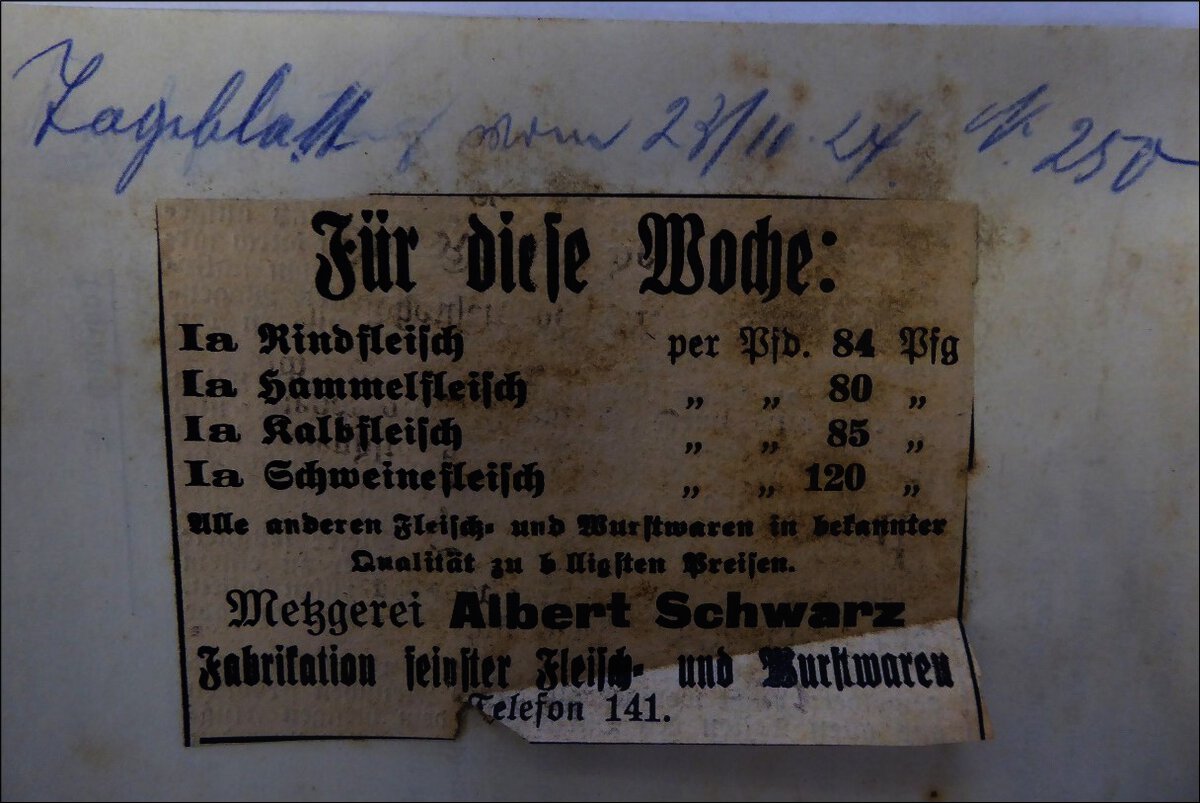 Tageblatt vom 23/10.24. Nr. 250
Für diese Woche:
Ia Rindfleisch per Pfd. 84 Pfg
Ia Hammelfleisch „ „ 80 „
Ia Kalbfleisch „ „ 85 „
Ia Schweinefleisch „ „ 120 „
Alle anderen Fleisch- und Wurstwaren in bekannter
Qualität zu b lligsten Preisen.
Metzgerei Albert Schwarz
Fabrikation feinster Fleisch- und Wurstwaren
Telefon 141.